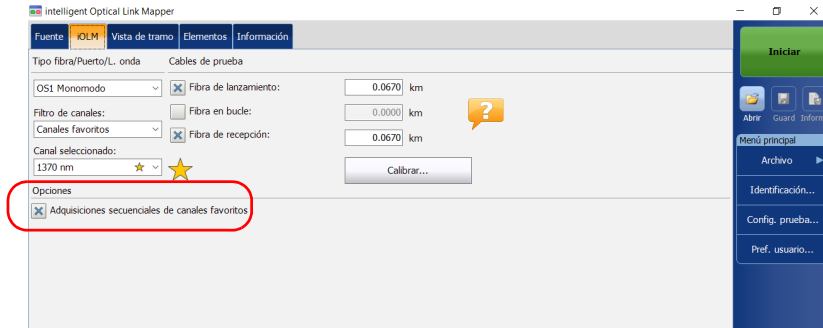 intelligent Optical Link Mapper
Fuente iOLM Vista de tramo Elementos Información
Tipo fibra/Puerto/L. onda Cables de prueba
OS1 Monomodo
Fibra de lanzamiento: 0.0670 km
Filtro de canales:
Fibra en bucle: 0.0000 km
Canales favoritos
Fibra de recepción: 0.0670 km
Canal seleccionado:
1370 nm
Calibrar...
Opciones
Adquisiciones secuenciales de canales favoritos
Iniciar
Abrir Guard Inform
Menú principal
Archivo
Identificación...
Config. prueba...
Pref. usuario...